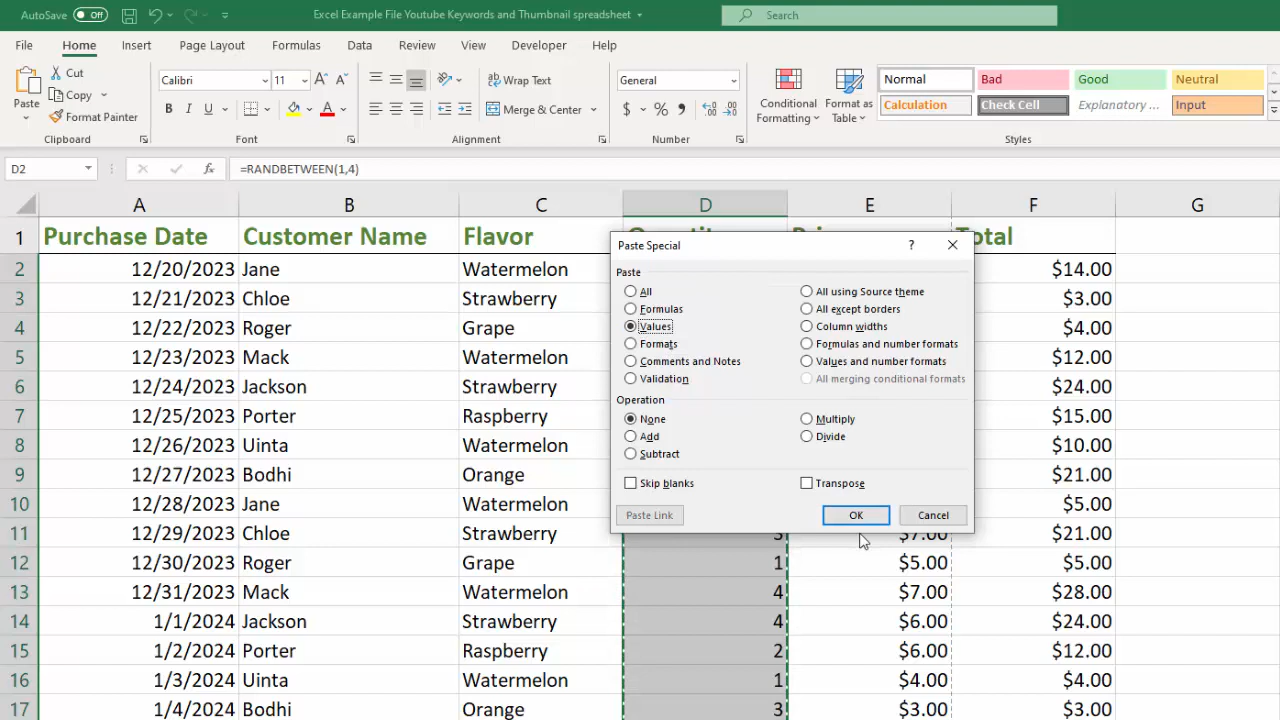 AutoSave Off Excel Example File Youtube Keywords and Thumbnail spreadsheet Search
File Home Insert Page Layout Formulas Data Review View Developer Help
Paste Cut Copy Format Painter Clipboard
Calibri 11 A A B I U A Font
ab Wrap Text Merge & Center Alignment
General $ % , Number
Conditional Formatting Format as Table
Normal Bad Good Neutral
Calculation Check Cell Explanatory ... Input
Styles
D2 fx =RANDBETWEEN(1,4)
A B C D E F G
1 Purchase Date Customer Name Flavor Total
2 12/20/2023 Jane Watermelon $14.00
3 12/21/2023 Chloe Strawberry $3.00
4 12/22/2023 Roger Grape $4.00
5 12/23/2023 Mack Watermelon $12.00
6 12/24/2023 Jackson Strawberry $24.00
7 12/25/2023 Porter Raspberry $15.00
8 12/26/2023 Uinta Watermelon $10.00
9 12/27/2023 Bodhi Orange $21.00
10 12/28/2023 Jane Watermelon $5.00
11 12/29/2023 Chloe Strawberry 3 $7.00 $21.00
12 12/30/2023 Roger Grape 1 $5.00 $5.00
13 12/31/2023 Mack Watermelon 4 $7.00 $28.00
14 1/1/2024 Jackson Strawberry 4 $6.00 $24.00
15 1/2/2024 Porter Raspberry 2 $6.00 $12.00
16 1/3/2024 Uinta Watermelon 1 $4.00 $4.00
17 1/4/2024 Bodhi Orange 3 $3.00 $3.00
Paste Special ?
Paste
All All using Source theme
Formulas All except borders
Values Column widths
Formats Formulas and number formats
Comments and Notes Values and number formats
Validation All merging conditional formats
Operation
None Multiply
Add Divide
Subtract
Skip blanks Transpose
Paste Link OK Cancel